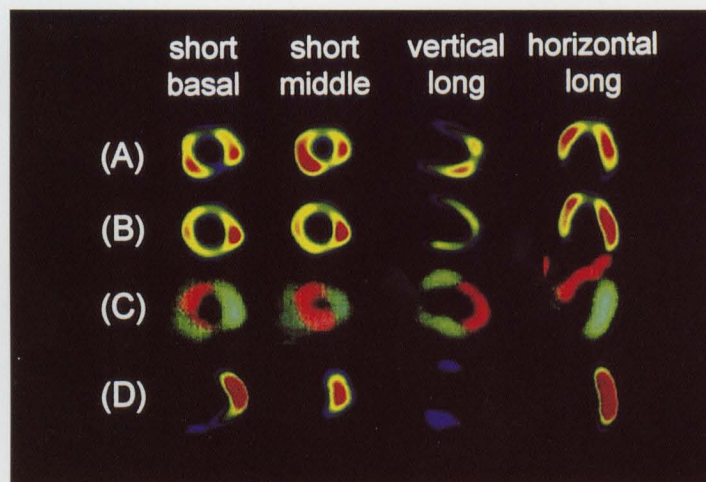 short short vertical horizontal
basal middle long long
(A)
(B)
(C)
(D)